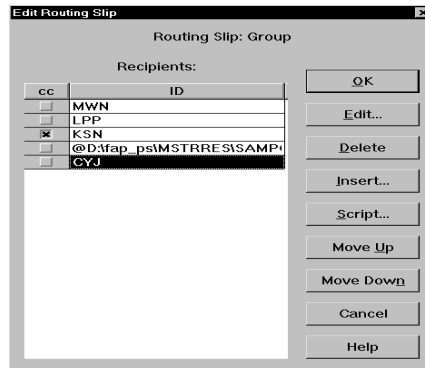 Edit Routing Slip
Routing Slip: Group
Recipients:
cc ID
MWN
LPP
KSN
@D:\fap_ps\MSTRRES\SAMP
CYJ
OK
Edit...
Delete
Insert...
Script...
Move Up
Move Down
Cancel
Help